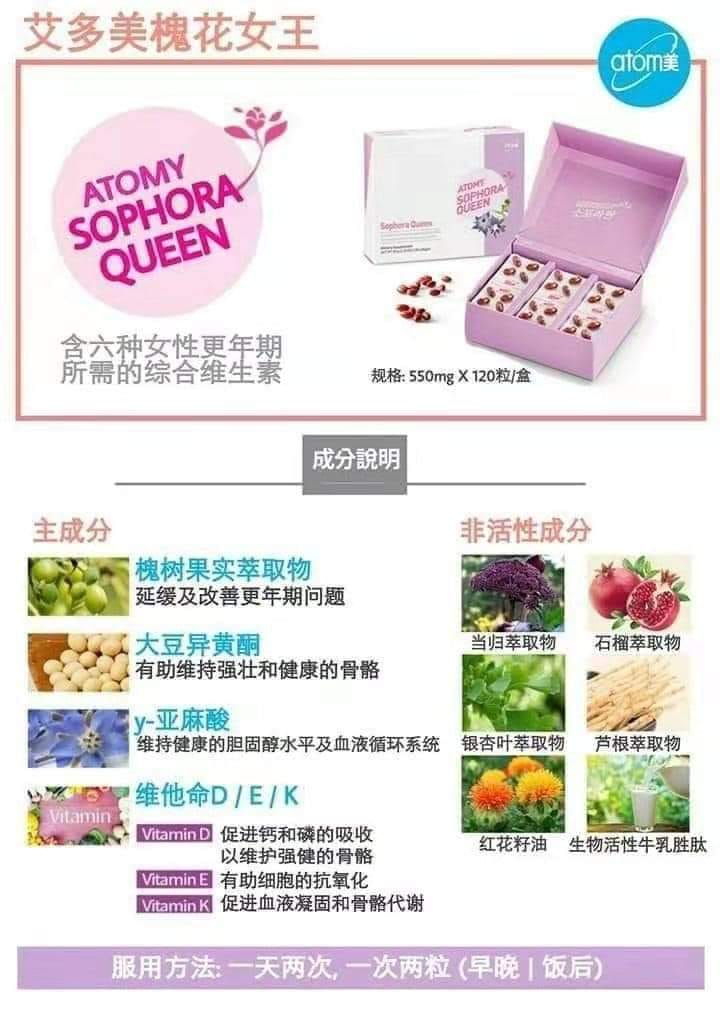 艾多美槐花女王
atom美
ATOMY
SOPHORA
QUEEN
ATOMY
SOPHORA
QUEEN
Sophora Queen
含六种女性更年期
所需的综合维生素
规格: 550mg X 120粒/盒
成分說明
主成分
槐树果实萃取物
延缓及改善更年期问题
大豆异黄酮
有助维持强壮和健康的骨骼
y-亚麻酸
维持健康的胆固醇水平及血液循环系统
Vitamin
维他命D / E / K
Vitamin D 促进钙和磷的吸收
以维护强健的骨骼
Vitamin E 有助细胞的抗氧化
Vitamin K 促进血液凝固和骨骼代谢
非活性成分
当归萃取物 石榴萃取物
银杏叶萃取物 芦根萃取物
红花籽油 生物活性牛乳胜肽
服用方法: 一天两次, 一次两粒 (早晚 | 饭后)